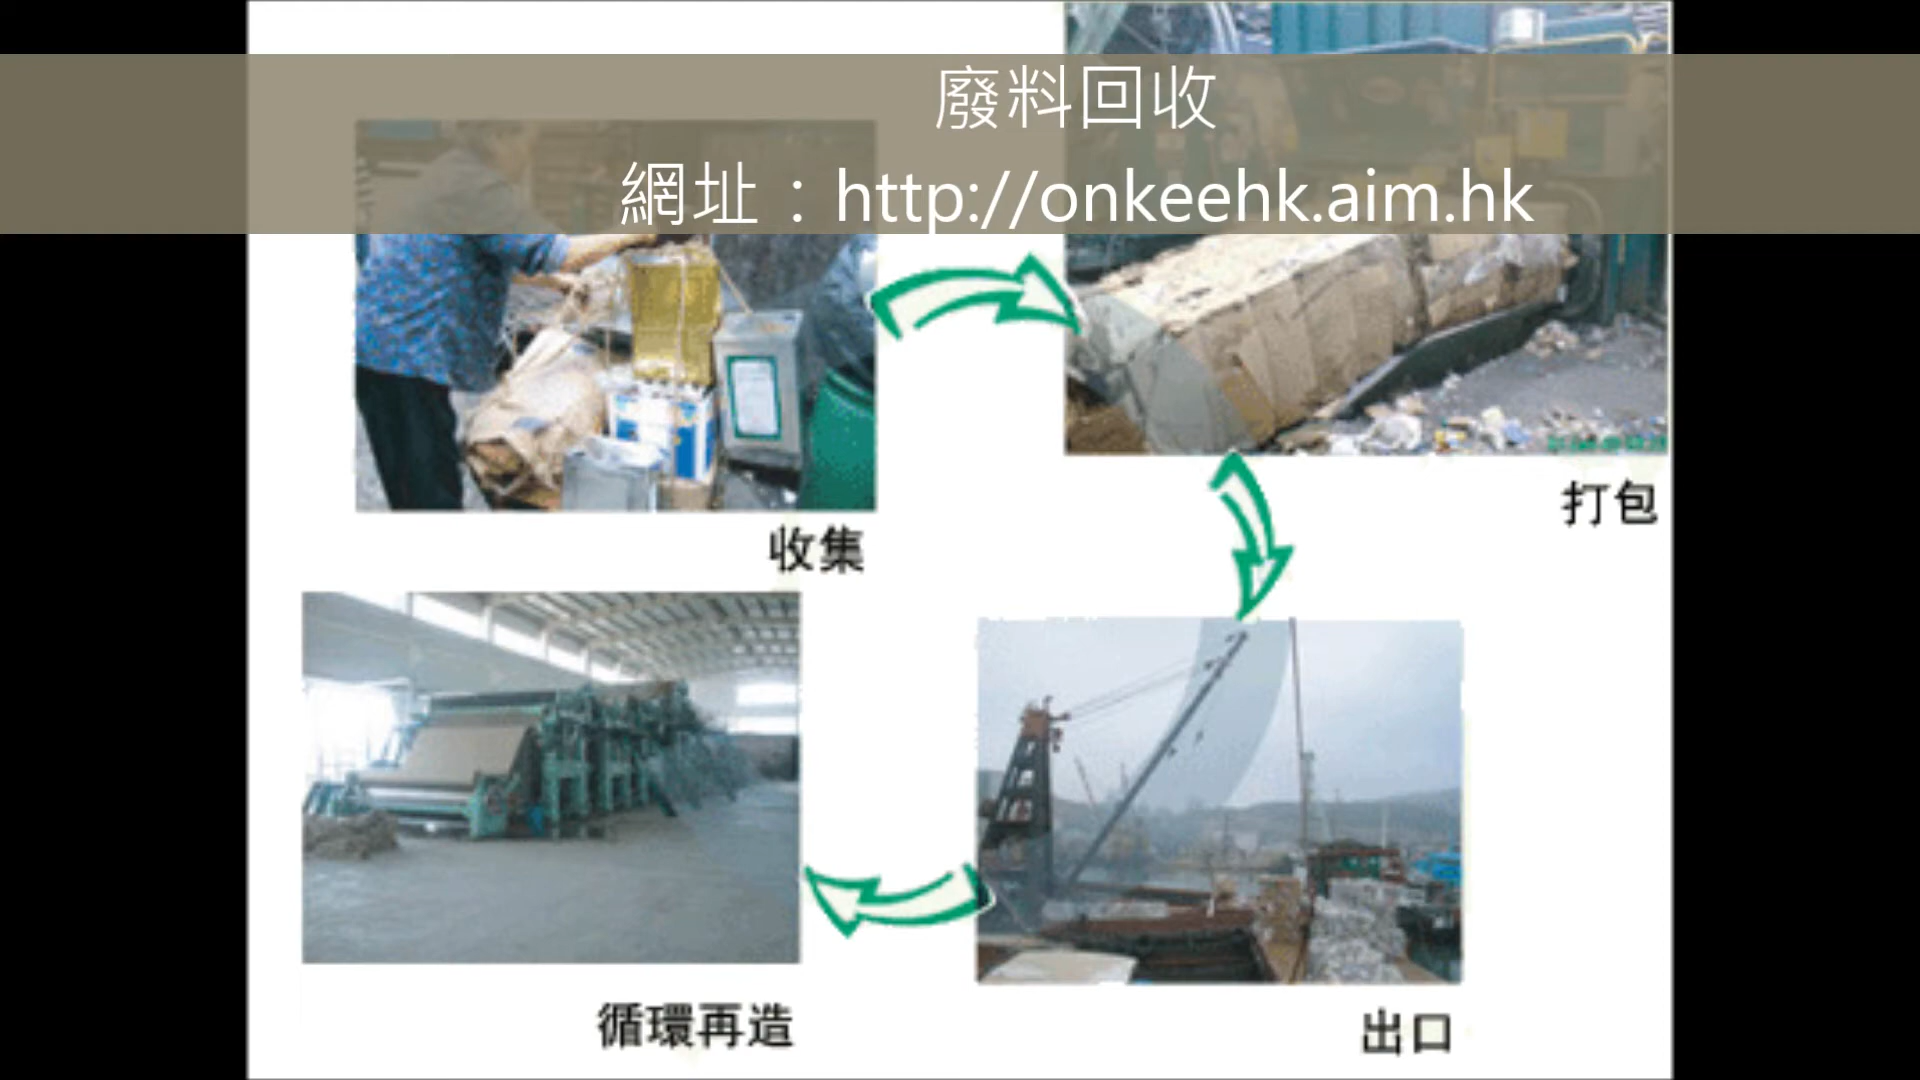 廢料回收
網址：http://onkeehk.aim.hk
收集
打包
循環再造
出口